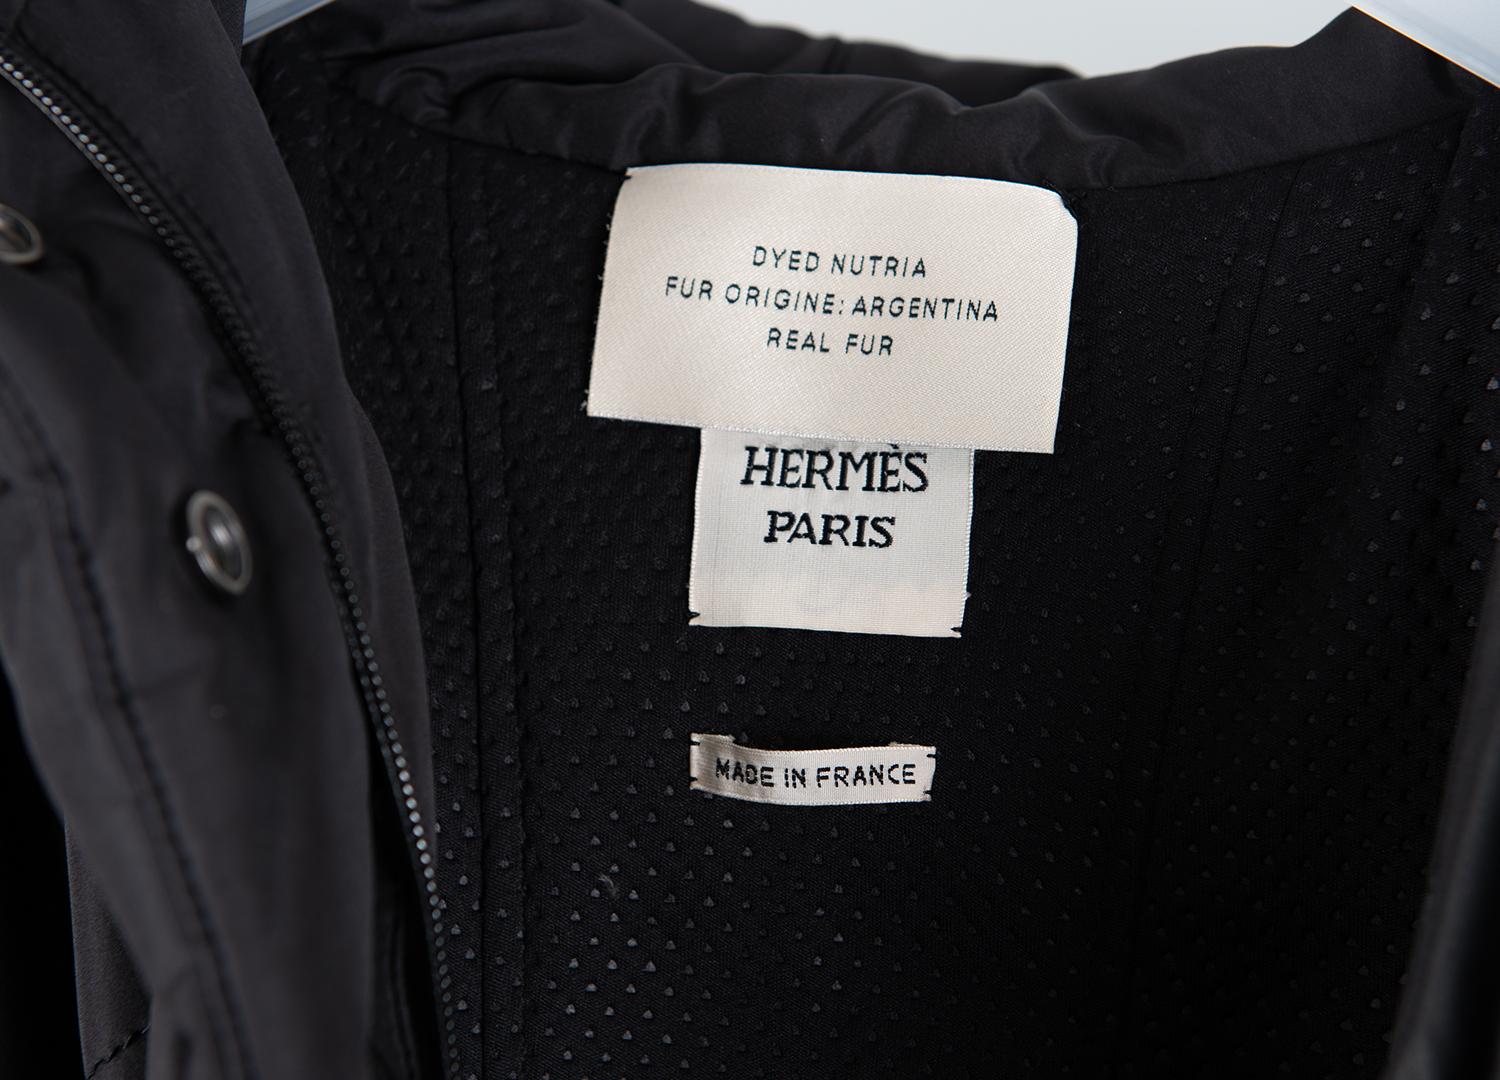 DYED NUTRIA
FUR ORIGINE: ARGENTINA
REAL FUR
HERMÈS
PARIS
MADE IN FRANCE